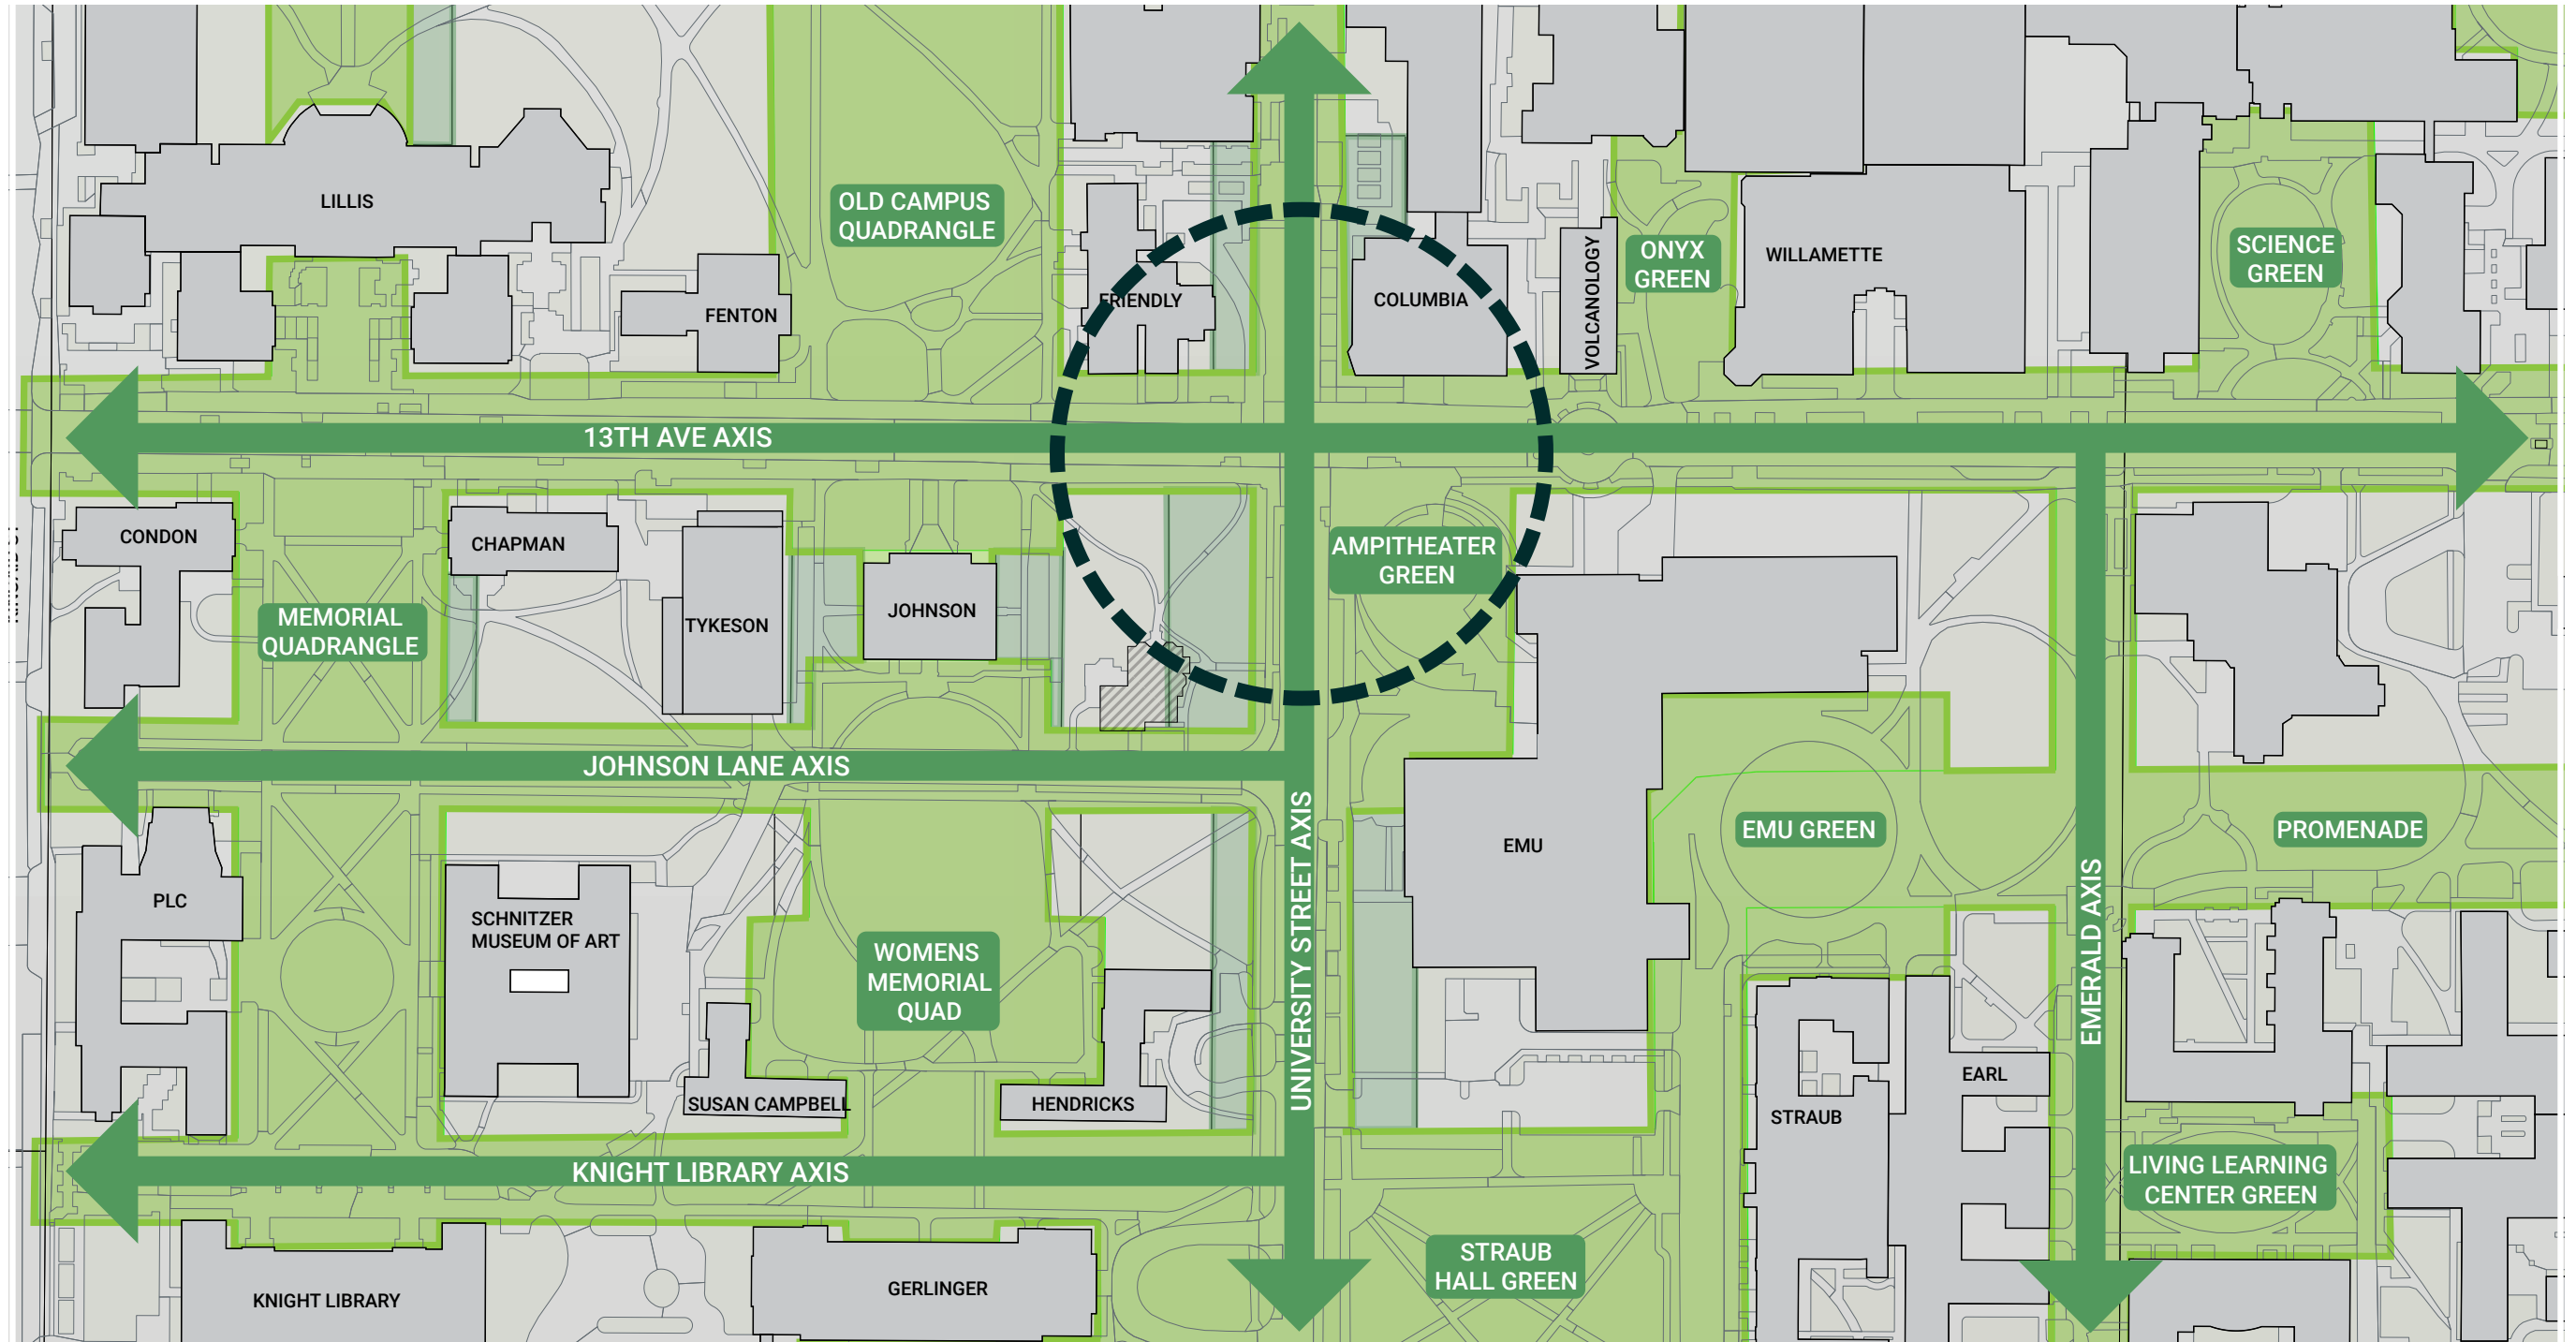 LILLIS
OLD CAMPUS
QUADRANGLE
FENTON
FRIENDLY
COLUMBIA
VOLCANOLOGY
ONYX
GREEN
WILLAMETTE
SCIENCE
GREEN
13TH AVE AXIS
CONDON
CHAPMAN
MEMORIAL
QUADRANGLE
TYKESON
JOHNSON
AMPITHEATER
GREEN
JOHNSON LANE AXIS
UNIVERSITY STREET AXIS
EMU
EMU GREEN
PROMENADE
EMERALD AXIS
PLC
SCHNITZER
MUSEUM OF ART
WOMENS
MEMORIAL
QUAD
SUSAN CAMPBELL
HENDRICKS
EARL
STRAUB
KNIGHT LIBRARY AXIS
LIVING LEARNING
CENTER GREEN
STRAUB
HALL GREEN
KNIGHT LIBRARY
GERLINGER